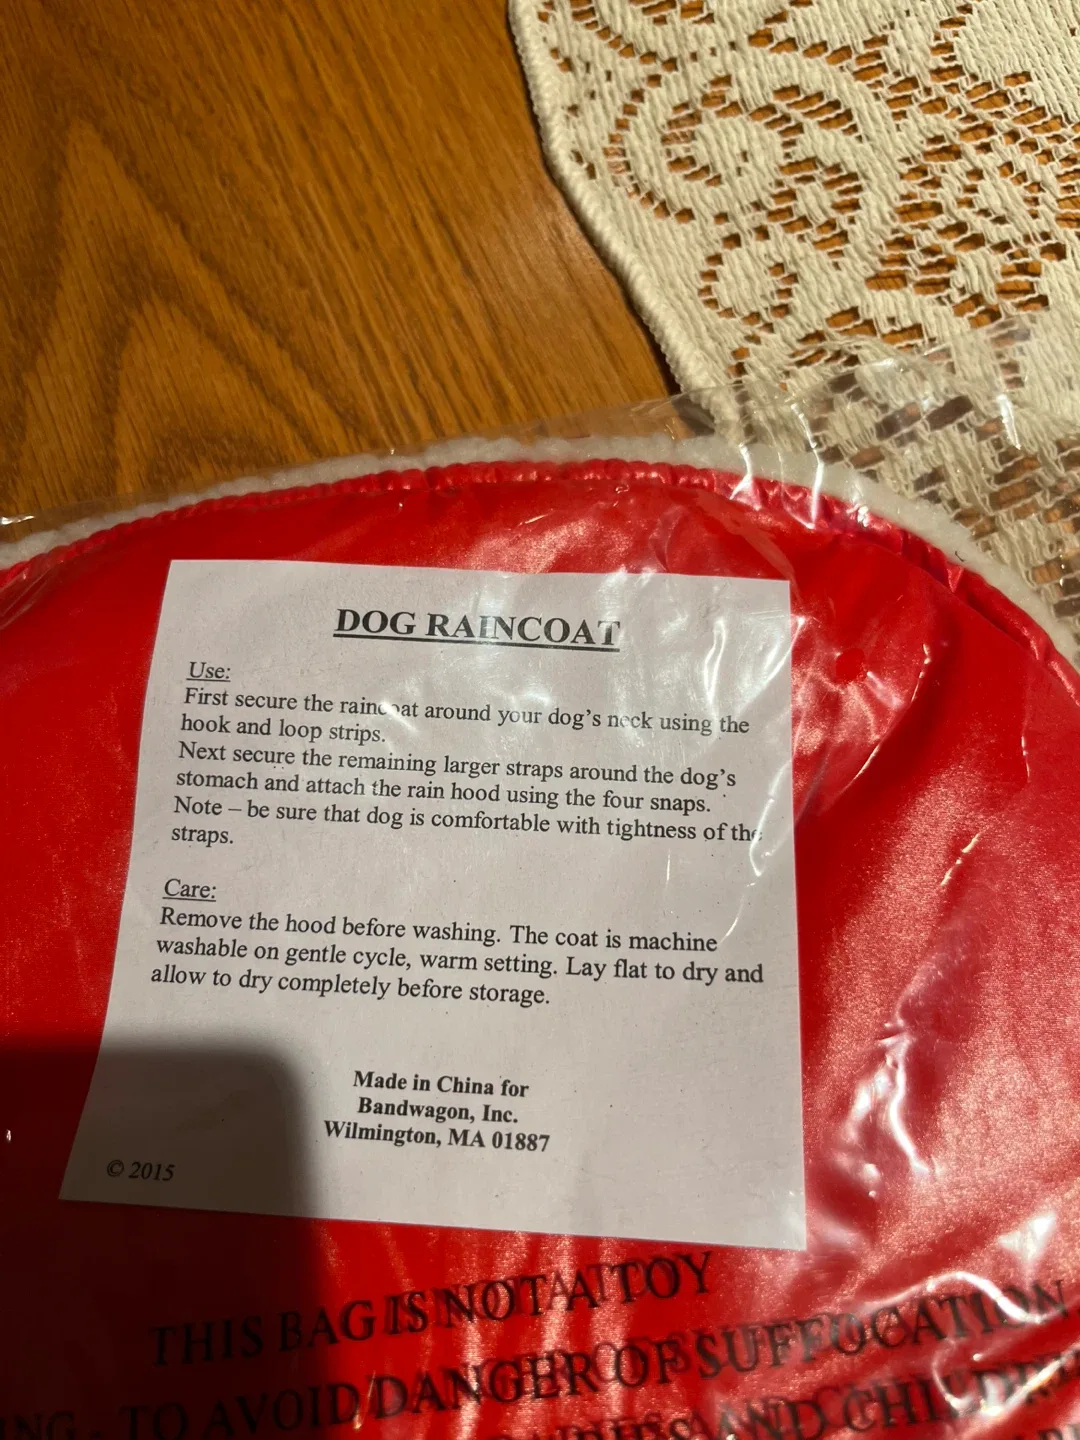 DOG RAINCOAT
Use:
First secure the raincoat around your dog's neck using the
hook and loop strips.
Next secure the remaining larger straps around the dog's
stomach and attach the rain hood using the four snaps.
Note – be sure that dog is comfortable with tightness of the
straps.
Care:
Remove the hood before washing. The coat is machine
washable on gentle cycle, warm setting. Lay flat to dry and
allow to dry completely before storage.
Made in China for
Bandwagon, Inc.
Wilmington, MA 01887
© 2015
THIS BAG IS NOT A TOY
TO AVOID DANGER OF SUFFOCATION
AND